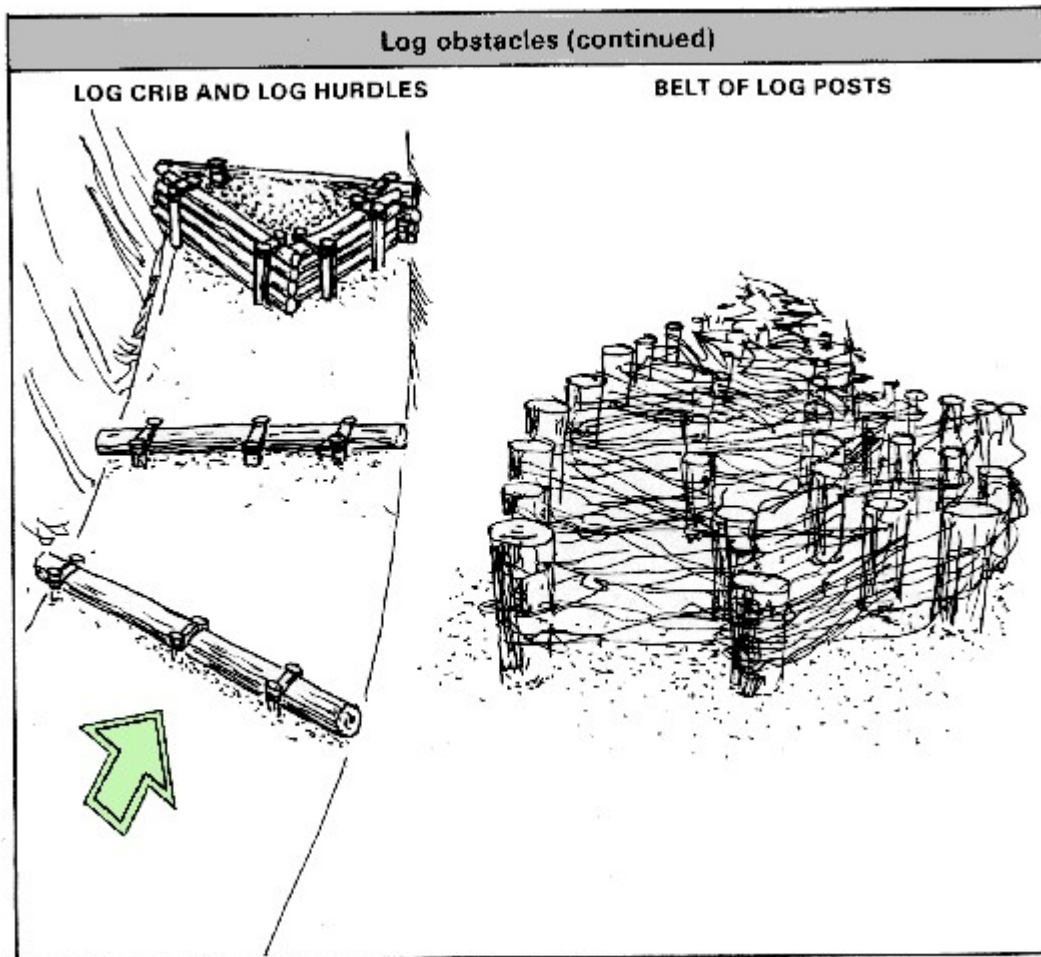 Log obstacles (continued)
LOG CRIB AND LOG HURDLES
BELT OF LOG POSTS